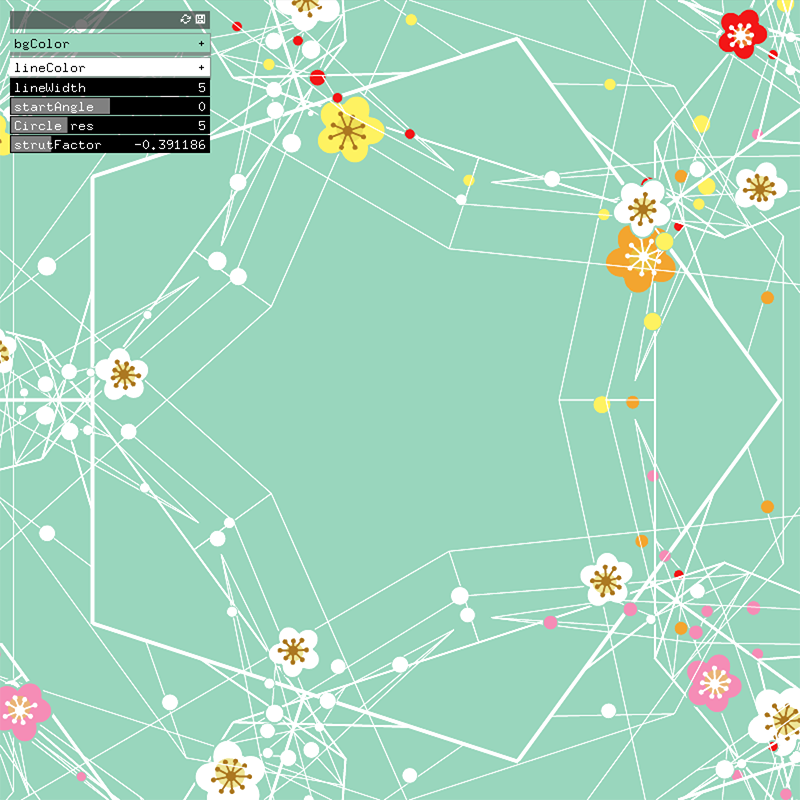 bgColor +
lineColor +
lineWidth 5
startAngle 0
Circle res 5
strutFactor -0.391186